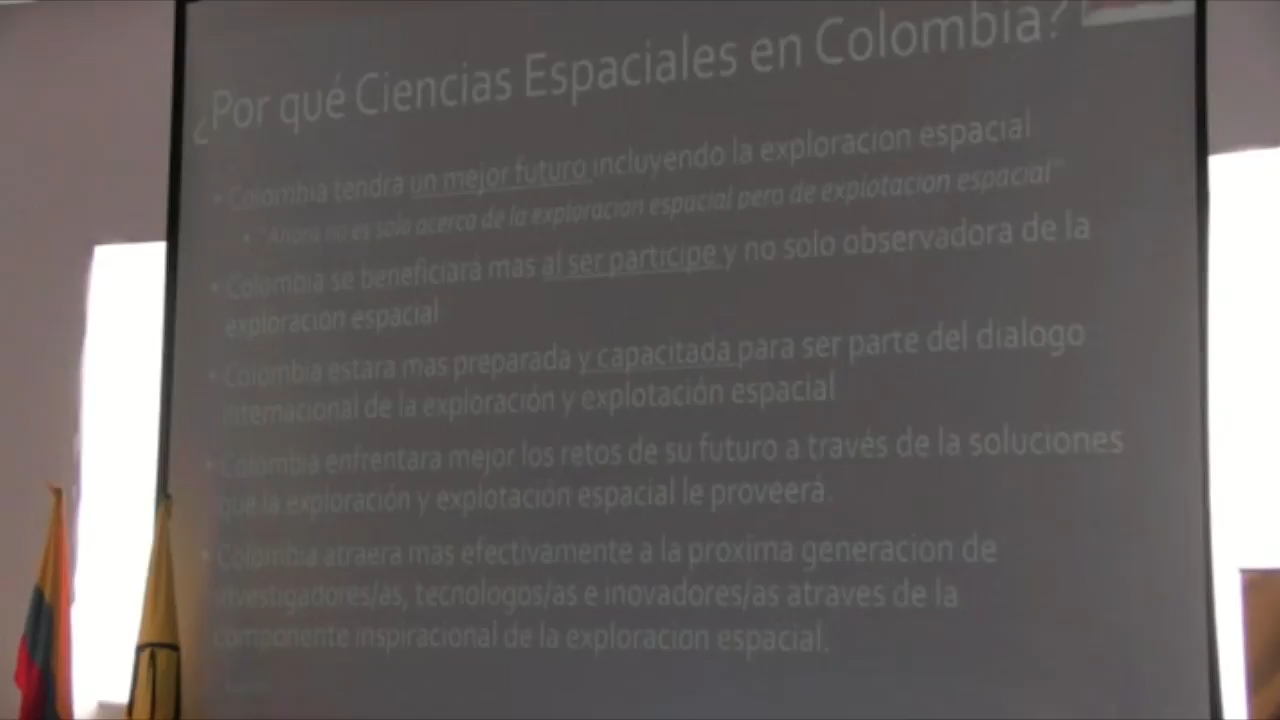 ¿Por qué Ciencias Espaciales en Colombia?
• Colombia tendra un mejor futuro incluyendo la exploracion espacial
• "Ahora no es solo acerca de la exploracion espacial pero de explotacion espacial"
• Colombia se beneficiará mas al ser participe y no solo observadora de la
exploración espacial
• Colombia estara mas preparada y capacitada para ser parte del dialogo
internacional de la exploración y explotación espacial
• Colombia enfrentara mejor los retos de su futuro a través de la soluciones
que la exploración y explotación espacial le proveerá.
• Colombia atraera mas efectivamente a la proxima generacion de
investigadores/as, tecnologos/as e inovadores/as atraves de la
componente inspiracional de la exploracion espacial.